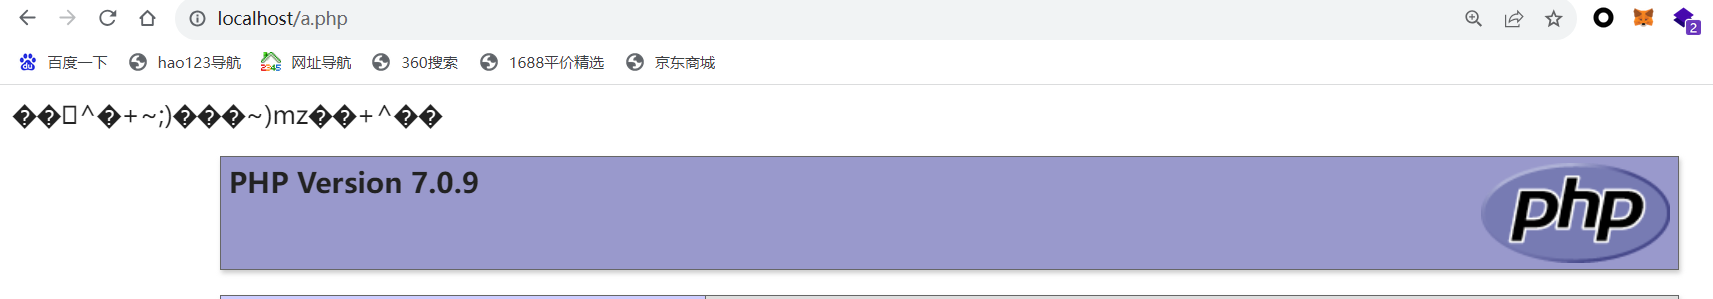 localhost/a.php
2
百度一下 hao123导航 网址导航 360搜索 1688平价精选 京东商城
��▯^�+~;)���~)mz��+^��
PHP Version 7.0.9
php